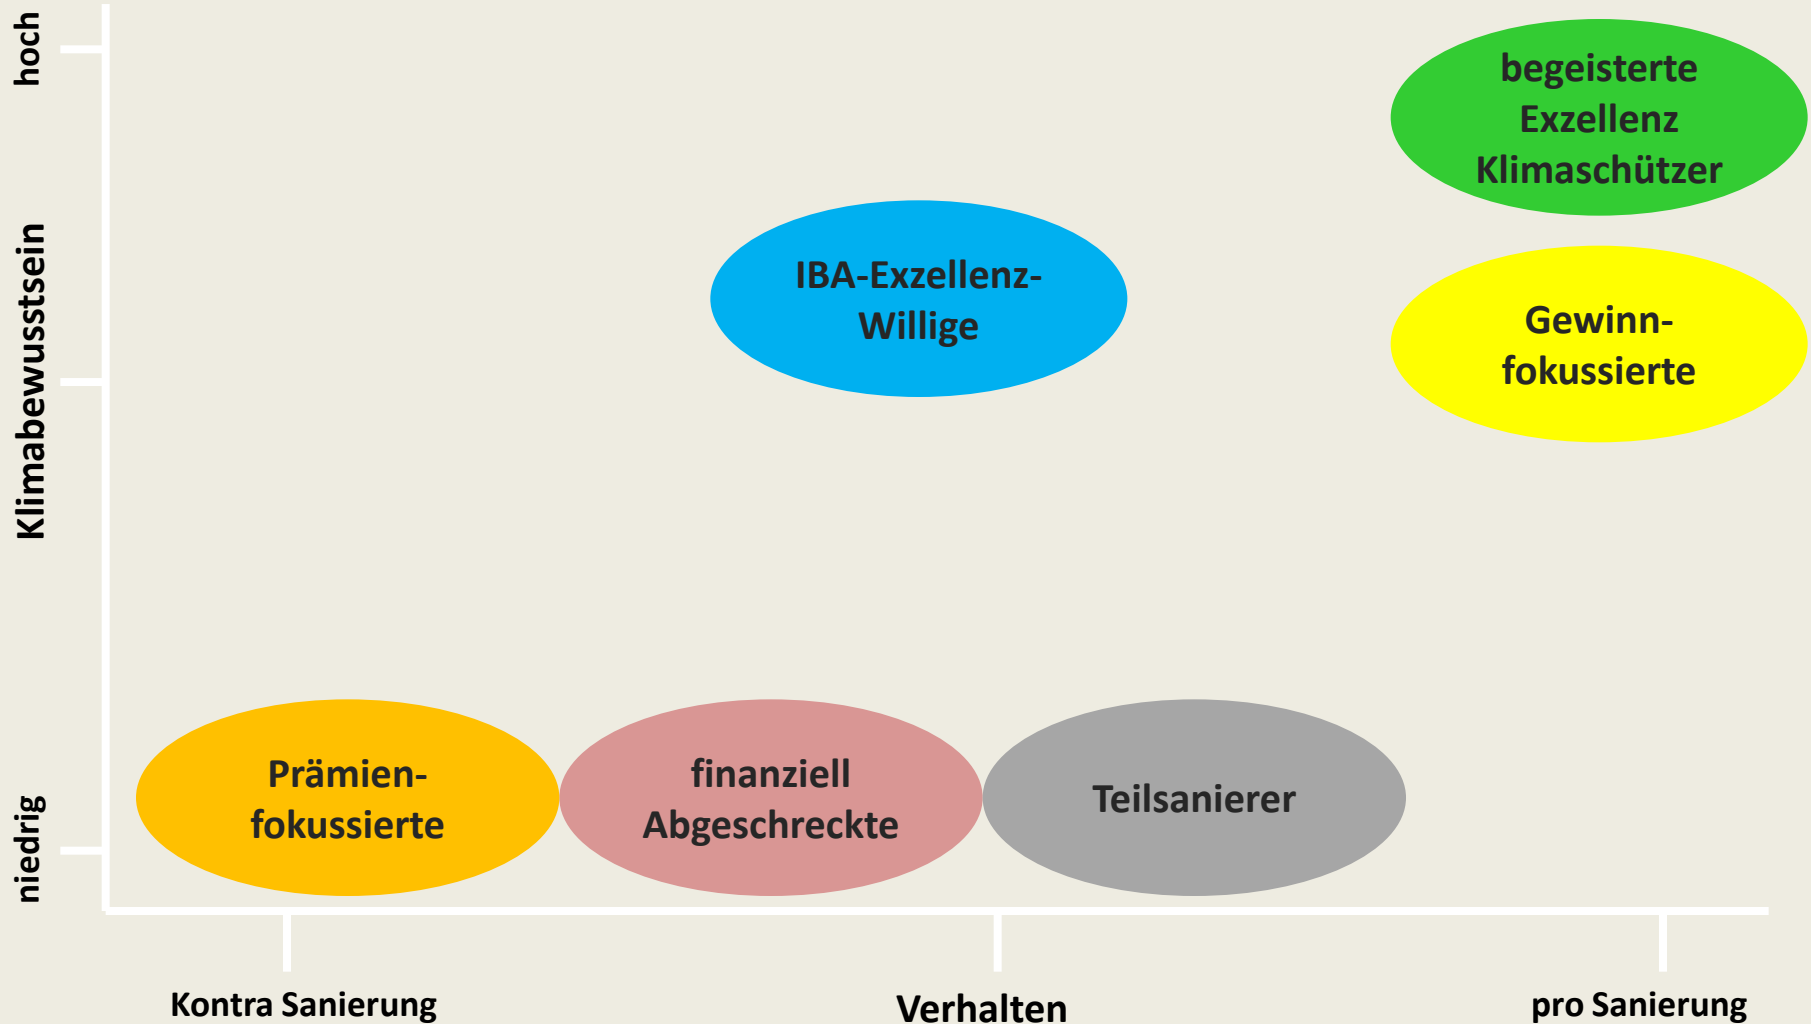 hoch
begeisterte
Exzellenz
Klimaschützer
IBA-Exzellenz-
Willige
Gewinn-
fokussierte
Klimabewusstsein
Prämien-
fokussierte
finanziell
Abgeschreckte
Teilsanierer
niedrig
Kontra Sanierung
Verhalten
pro Sanierung